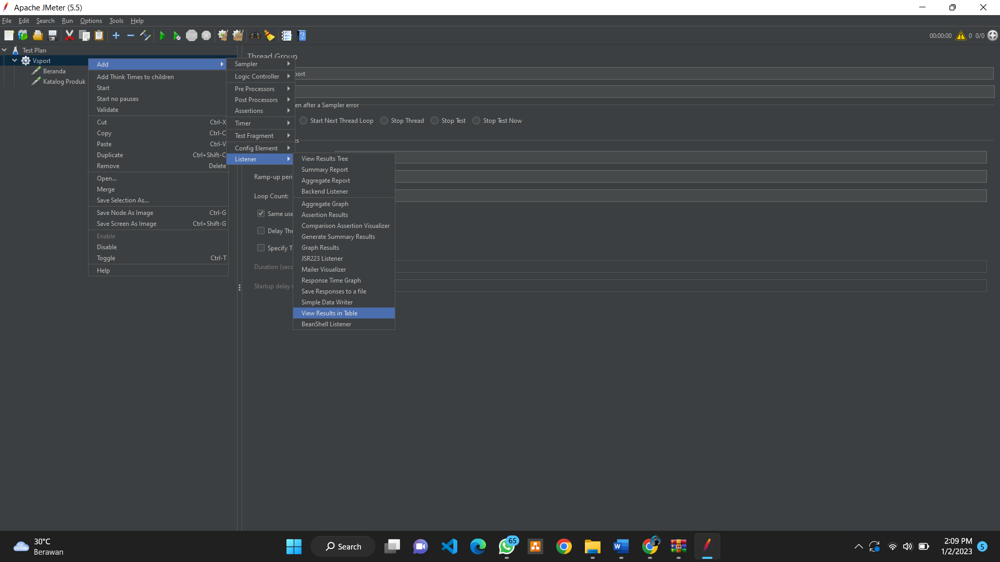 Apache JMeter (5.5)
File Edit Search Run Options Tools Help
00:00:00 0 0/0
Test Plan
Vsport
Beranda
Katalog Produk
Add
Add Think Times to children
Start
Start no pauses
Validate
Cut Ctrl-X
Copy Ctrl-C
Paste Ctrl-V
Duplicate Ctrl+Shift-C
Remove Delete
Open...
Merge
Save Selection As...
Save Node As Image Ctrl-G
Save Screen As Image Ctrl+Shift-G
Enable
Disable
Toggle Ctrl-T
Help
Sampler
Logic Controller
Pre Processors
Post Processors
Assertions
Timer
Test Fragment
Config Element
Listener
View Results Tree
Summary Report
Aggregate Report
Backend Listener
Aggregate Graph
Assertion Results
Comparison Assertion Visualizer
Generate Summary Results
Graph Results
JSR223 Listener
Mailer Visualizer
Response Time Graph
Save Responses to a file
Simple Data Writer
View Results in Table
BeanShell Listener
Thread Group
port
en after a Sampler error
Start Next Thread Loop Stop Thread Stop Test Stop Test Now
es
Ramp-up peri
Loop Count:
Same use
Delay Thr
Specify T
Duration (sec
Startup delay
30°C
Berawan
Search
65
2:09 PM
1/2/2023
5